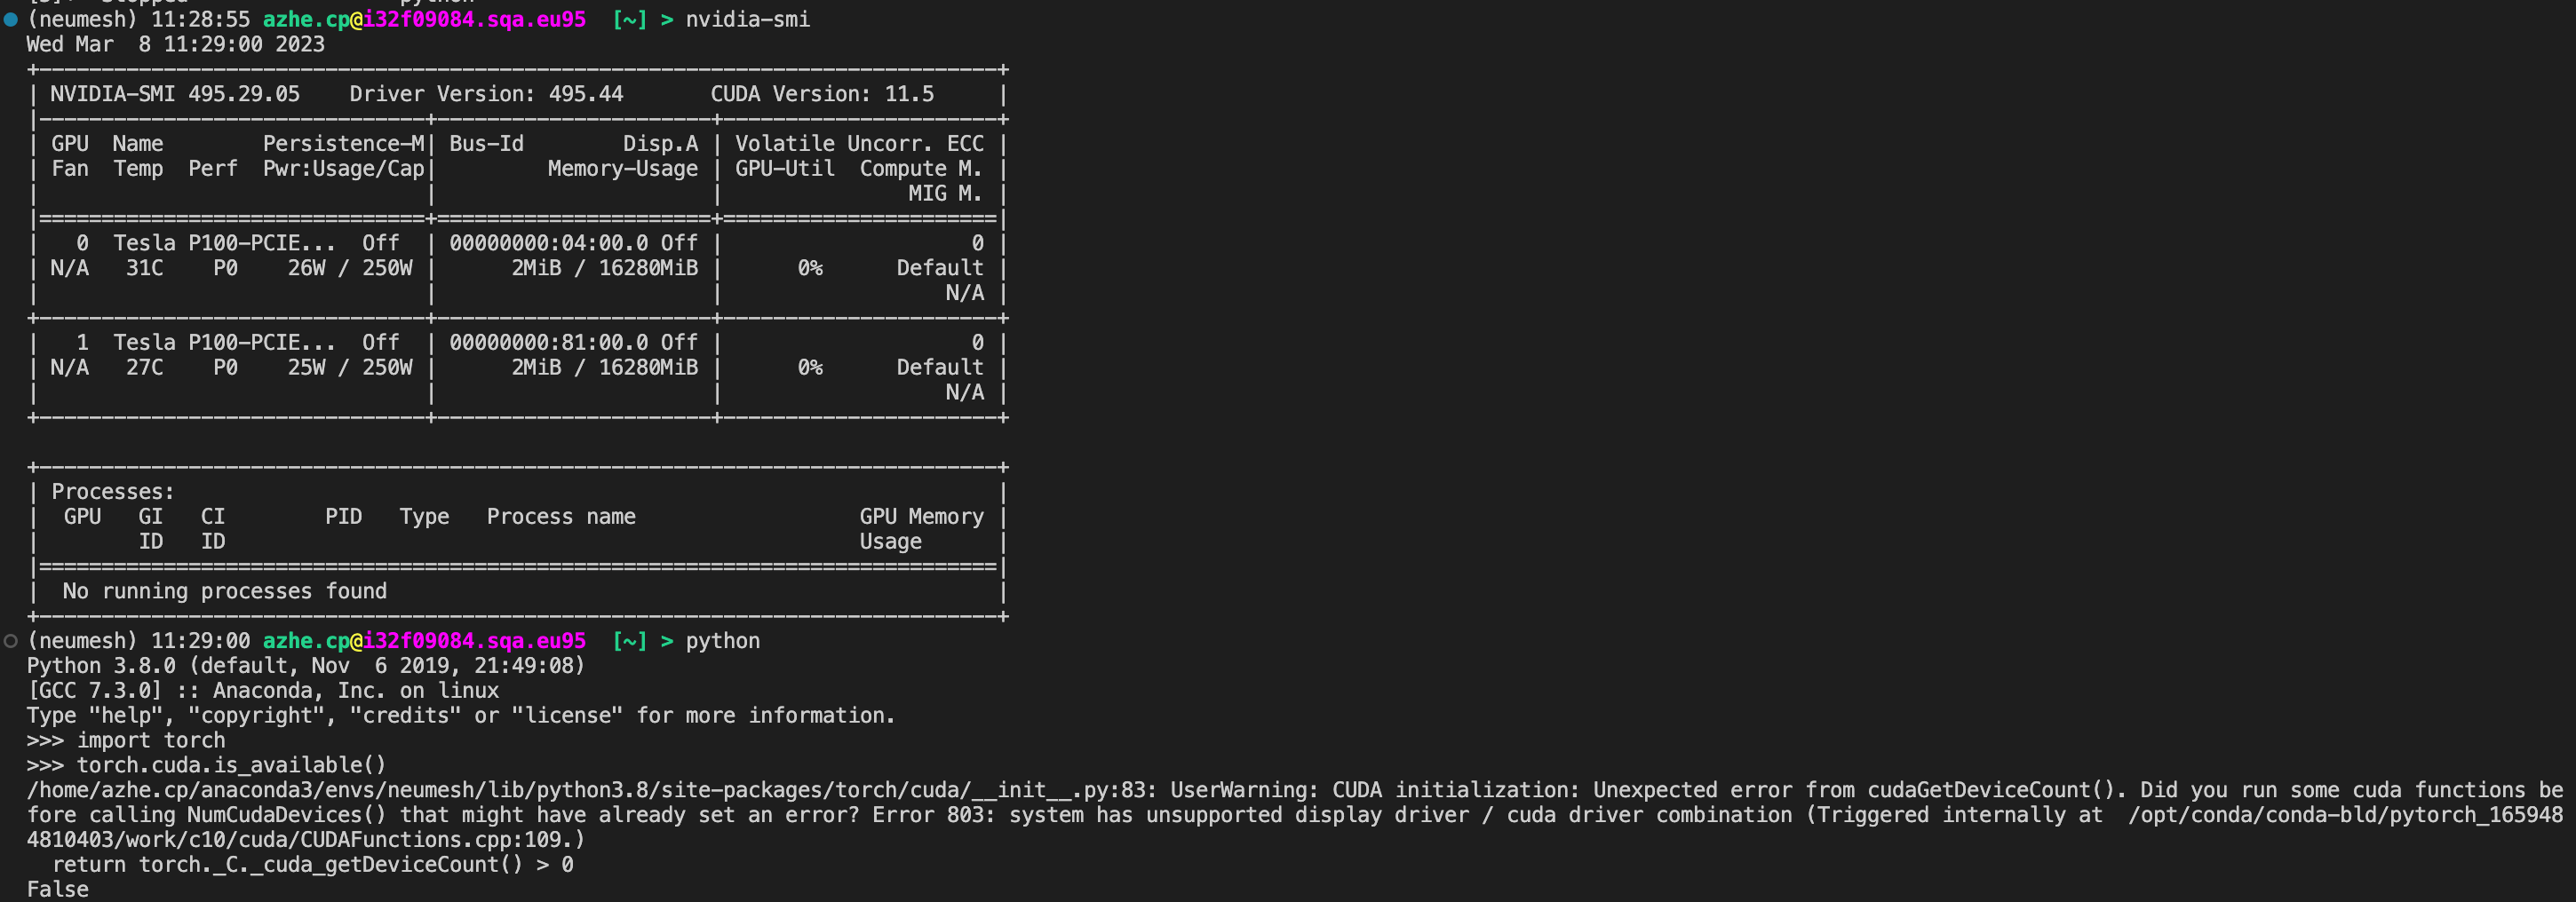 (neumesh) 11:28:55 azhe.cp@i32f09084.sqa.eu95  [~] > nvidia-smi
Wed Mar  8 11:29:00 2023
+-----------------------------------------------------------------------------+
| NVIDIA-SMI 495.29.05    Driver Version: 495.44       CUDA Version: 11.5     |
|-------------------------------+----------------------+----------------------+
| GPU  Name        Persistence-M| Bus-Id        Disp.A | Volatile Uncorr. ECC |
| Fan  Temp  Perf  Pwr:Usage/Cap|         Memory-Usage | GPU-Util  Compute M. |
|                               |                      |               MIG M. |
|===============================+======================+======================|
|   0  Tesla P100-PCIE...  Off  | 00000000:04:00.0 Off |                    0 |
| N/A   31C    P0    26W / 250W |      2MiB / 16280MiB |      0%      Default |
|                               |                      |                  N/A |
+-------------------------------+----------------------+----------------------+
|   1  Tesla P100-PCIE...  Off  | 00000000:81:00.0 Off |                    0 |
| N/A   27C    P0    25W / 250W |      2MiB / 16280MiB |      0%      Default |
|                               |                      |                  N/A |
+-------------------------------+----------------------+----------------------+
+-----------------------------------------------------------------------------+
| Processes:                                                                  |
|  GPU   GI   CI        PID   Type   Process name                  GPU Memory |
|        ID   ID                                                   Usage      |
|=============================================================================|
|  No running processes found                                                 |
+-----------------------------------------------------------------------------+
(neumesh) 11:29:00 azhe.cp@i32f09084.sqa.eu95  [~] > python
Python 3.8.0 (default, Nov  6 2019, 21:49:08)
[GCC 7.3.0] :: Anaconda, Inc. on linux
Type "help", "copyright", "credits" or "license" for more information.
>>> import torch
>>> torch.cuda.is_available()
/home/azhe.cp/anaconda3/envs/neumesh/lib/python3.8/site-packages/torch/cuda/__init__.py:83: UserWarning: CUDA initialization: Unexpected error from cudaGetDeviceCount(). Did you run some cuda functions be
fore calling NumCudaDevices() that might have already set an error? Error 803: system has unsupported display driver / cuda driver combination (Triggered internally at  /opt/conda/conda-bld/pytorch_165948
4810403/work/c10/cuda/CUDAFunctions.cpp:109.)
  return torch._C._cuda_getDeviceCount() > 0
False